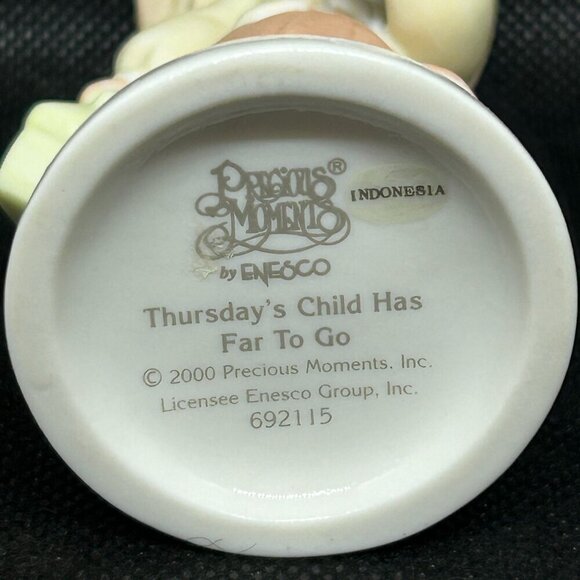 Precious Moments®
INDONESIA
by ENESCO
Thursday's Child Has
Far To Go
© 2000 Precious Moments, Inc.
Licensee Enesco Group, Inc.
692115